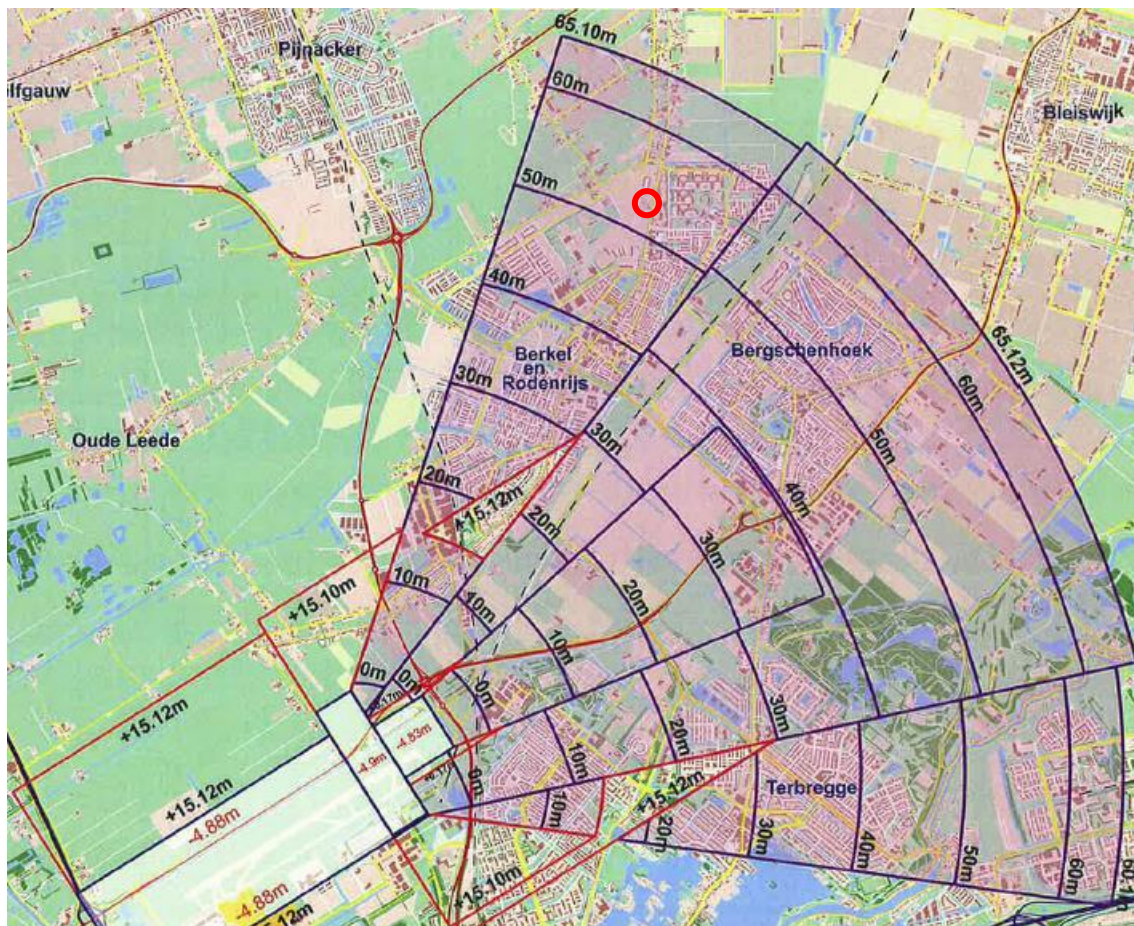 65.10m
Pijnacker
60m
lfgauw
Bleiswijk
50m
40m
65.12m
Berkel
en
Rodenrijs
Bergschenhoek
30m
60m
Oude Leede
30m
50m
20m
+15.12m
40m
20m
30m
10m
+15.10m
10m
20m
10m
0m
0m
0m
+15.12m
-4.83m
-4.9m
30m
20m
10m
0m
+15.12m
+15.12m
Terbregge
-4.88m
10m
20m
30m
40m
50m
60m
+15.10m
-4.88m